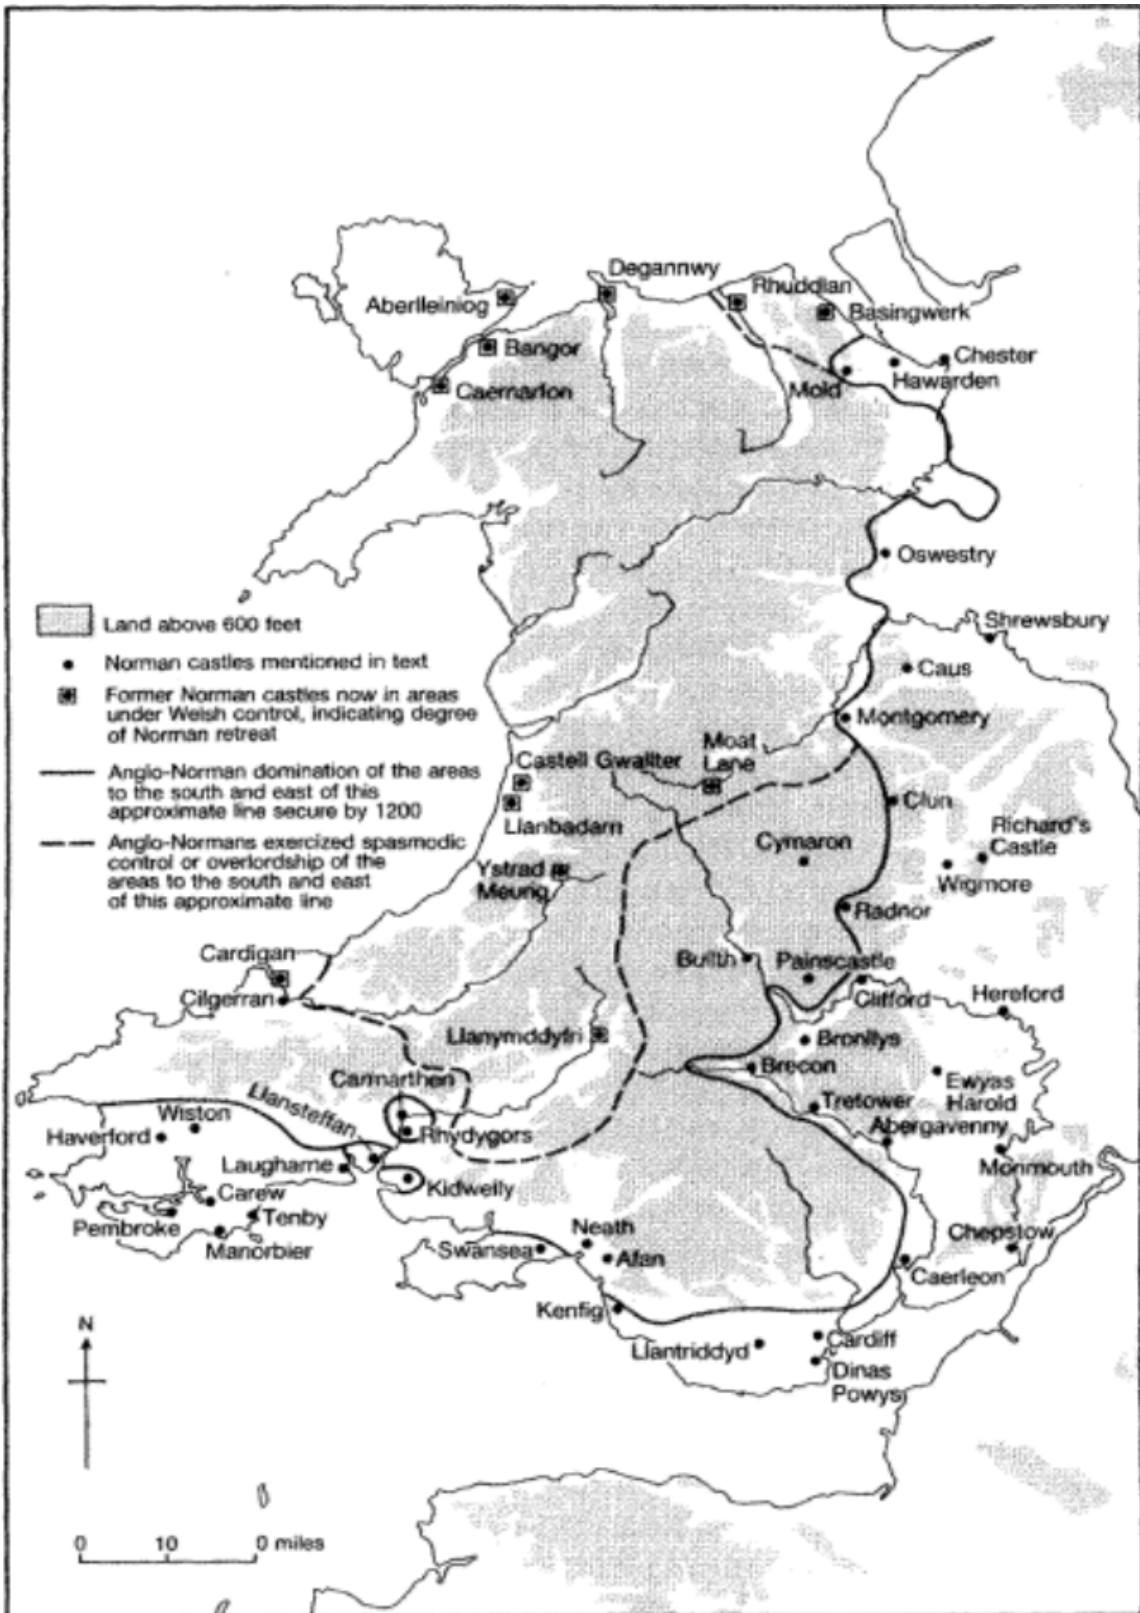 Degannwy
Rhuddlan
Aberlleiniog
Basingwerk
Bangor
Chester
Hawarden
Caernarfon
Mold
Oswestry
Land above 600 feet
Shrewsbury
Norman castles mentioned in text
Caus
Former Norman castles now in areas
under Welsh control, indicating degree
of Norman retreat
Montgomery
Moat
Lane
Castell Gwallter
Anglo-Norman domination of the areas
to the south and east of this
approximate line secure by 1200
Clun
Llanbadarn
Richard's
Castle
Anglo-Normans exercized spasmodic
control or overlordship of the
areas to the south and east
of this approximate line
Cymaron
Ystrad
Meurig
Wigmore
Radnor
Cardigan
Builth
Painscastle
Cilgerran
Clifford
Hereford
Llanymddyfri
Bronllys
Carmarthen
Brecon
Ewyas
Harold
Llansteffan
Wiston
Tretower
Haverford
Rhydygors
Abergavenny
Laugharne
Monmouth
Kidwelly
Carew
Pembroke
Tenby
Manorbier
Neath
Chepstow
Swansea
Afan
Caerleon
Kenfig
N
Llantriddyd
Cardiff
Dinas
Powys
0 10 0 miles